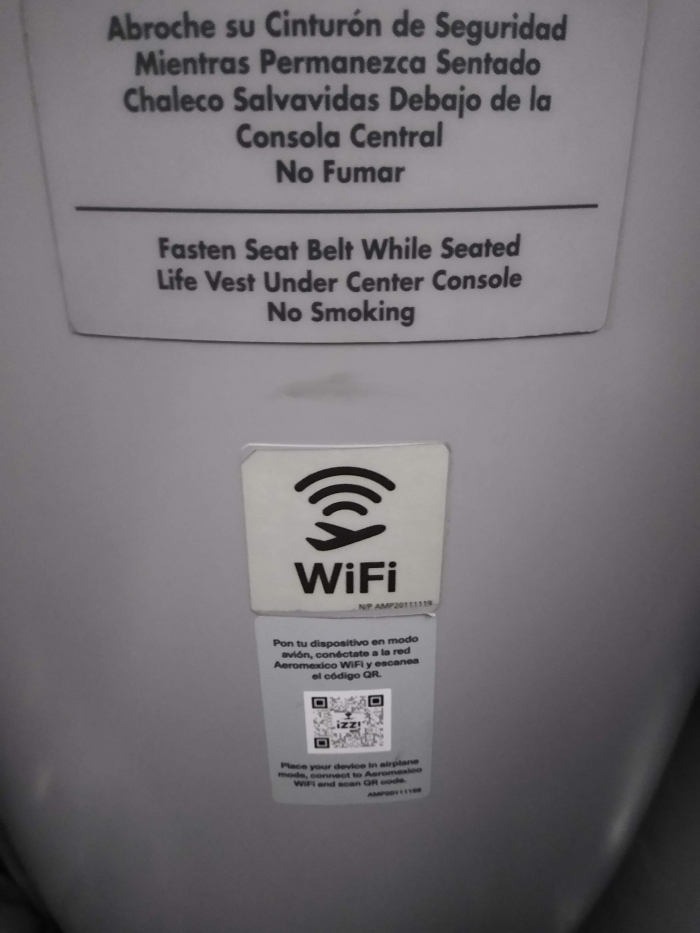 Abroche su Cinturón de Seguridad
Mientras Permanezca Sentado
Chaleco Salvavidas Debajo de la
Consola Central
No Fumar
Fasten Seat Belt While Seated
Life Vest Under Center Console
No Smoking
WiFi
N/P AMP20111119
Pon tu dispositivo en modo
avión, conéctate a la red
Aeromexico WiFi y escanea
el código QR.
izzi
Place your device in airplane
mode, connect to Aeromexico
WiFi and scan QR code.